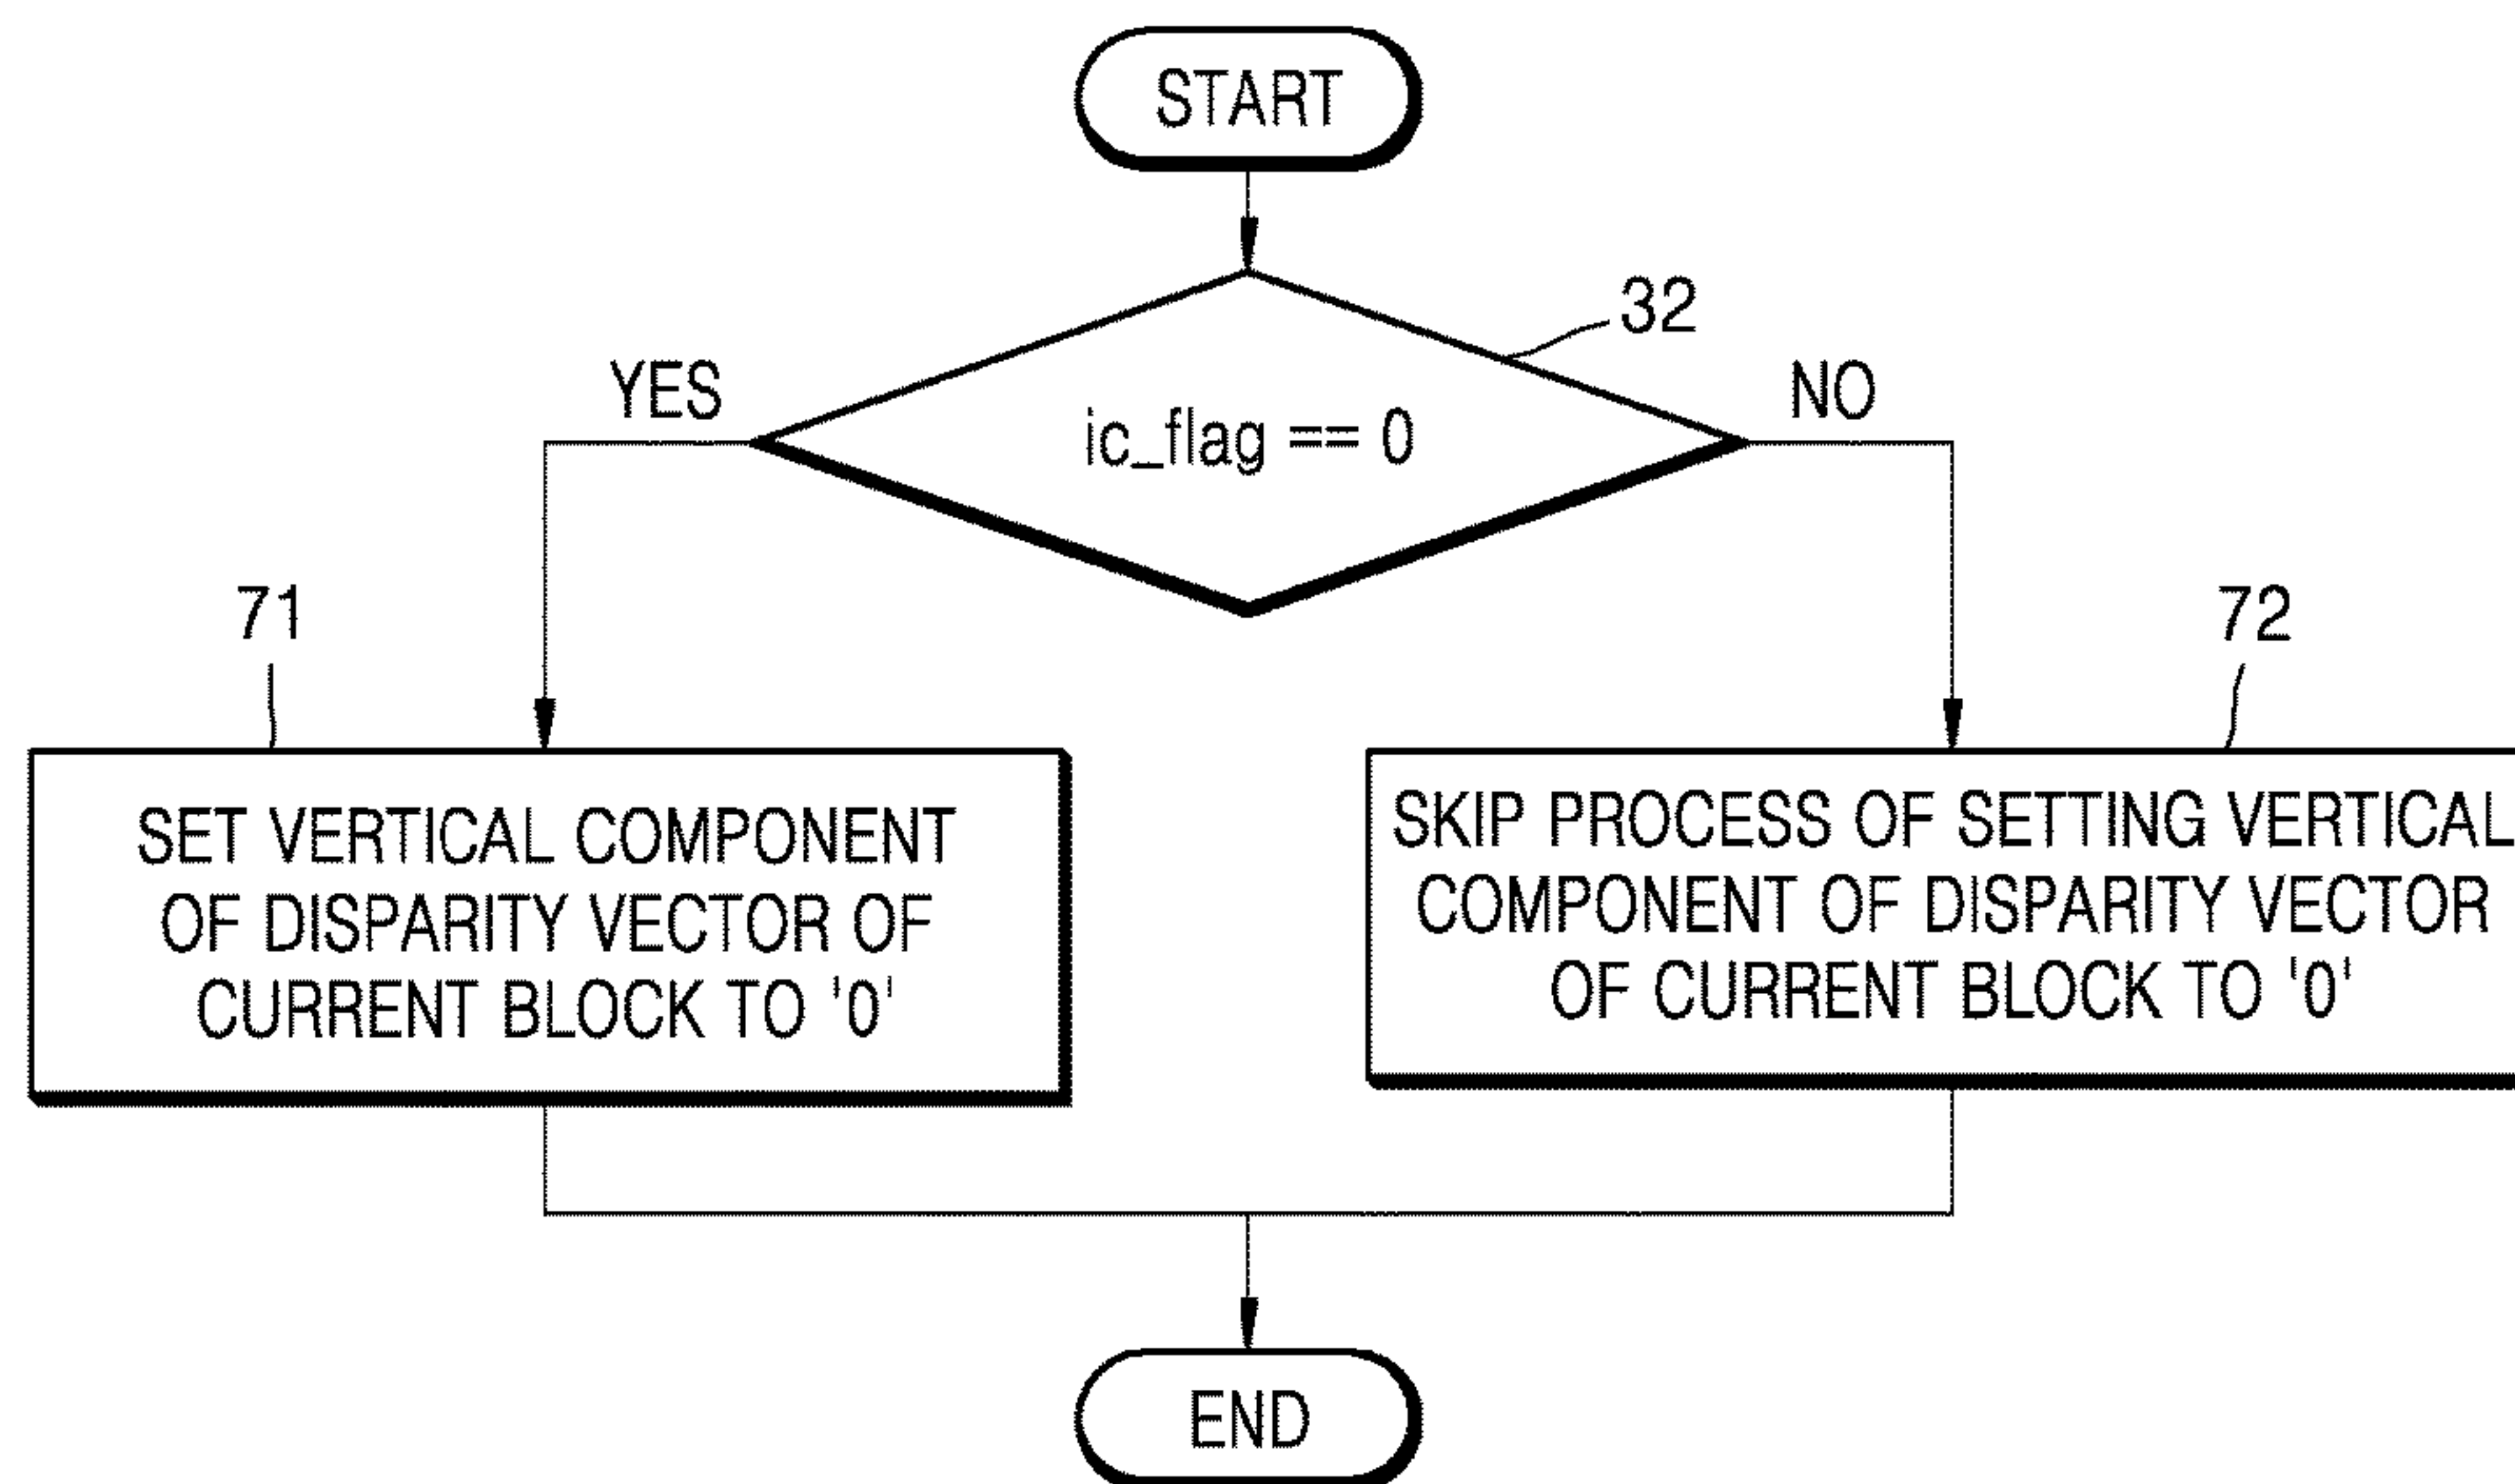 START
32
YES
NO
ic_flag == 0
71
72
SET VERTICAL COMPONENT
OF DISPARITY VECTOR OF
CURRENT BLOCK TO '0'
SKIP PROCESS OF SETTING VERTICAL
COMPONENT OF DISPARITY VECTOR
OF CURRENT BLOCK TO '0'
END